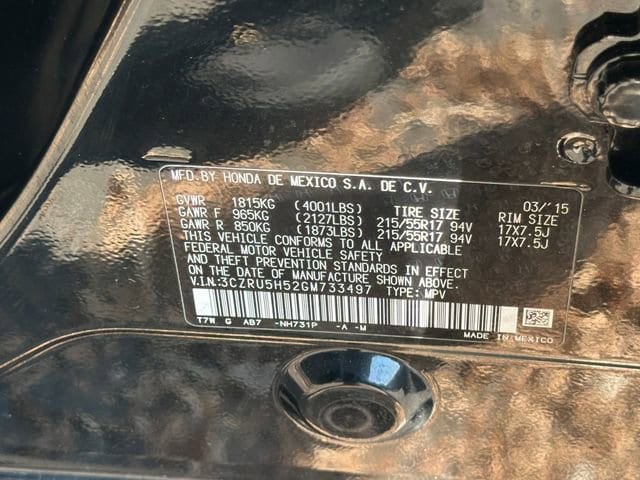 MFD.BY HONDA DE MEXICO S.A. DE C.V.
03/'15
GVWR 1815KG (4001LBS) TIRE SIZE RIM SIZE
GAWR F 965KG (2127LBS) 215/55R17 94V 17X7.5J
GAWR R 850KG (1873LBS) 215/55R17 94V 17X7.5J
THIS VEHICLE CONFORMS TO ALL APPLICABLE
FEDERAL MOTOR VEHICLE SAFETY
AND THEFT PREVENTION STANDARDS
IN EFFECT ON THE DATE OF MANUFACTURE SHOWN ABOVE.
V.I.N:3CZRU5H52GM733497 TYPE: MPV
T7W G AB7 -NH731P -A -M
MADE IN MEXICO